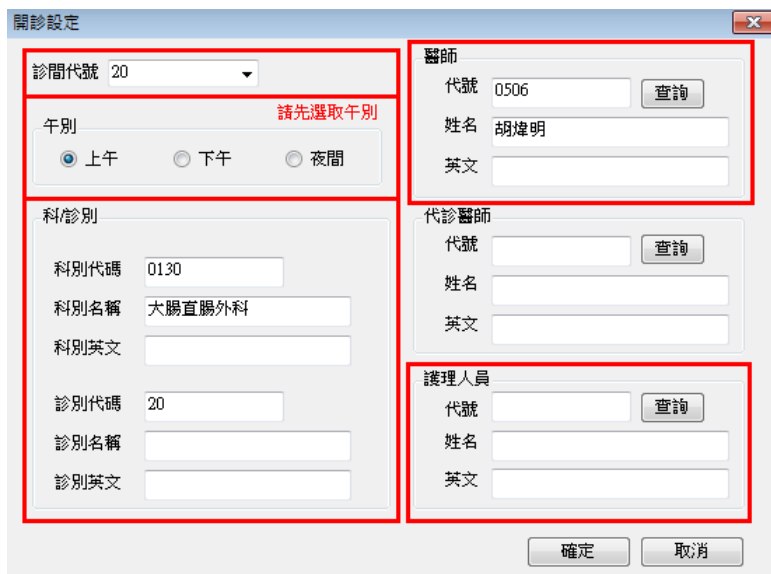 開診設定
診間代號 20
請先選取午別
午別
上午 下午 夜間
科/診別
科別代碼 0130
科別名稱 大腸直腸外科
科別英文
診別代碼 20
診別名稱
診別英文
醫師
代號 0506 查詢
姓名 胡煒明
英文
代診醫師
代號 查詢
姓名
英文
護理人員
代號 查詢
姓名
英文
確定 取消